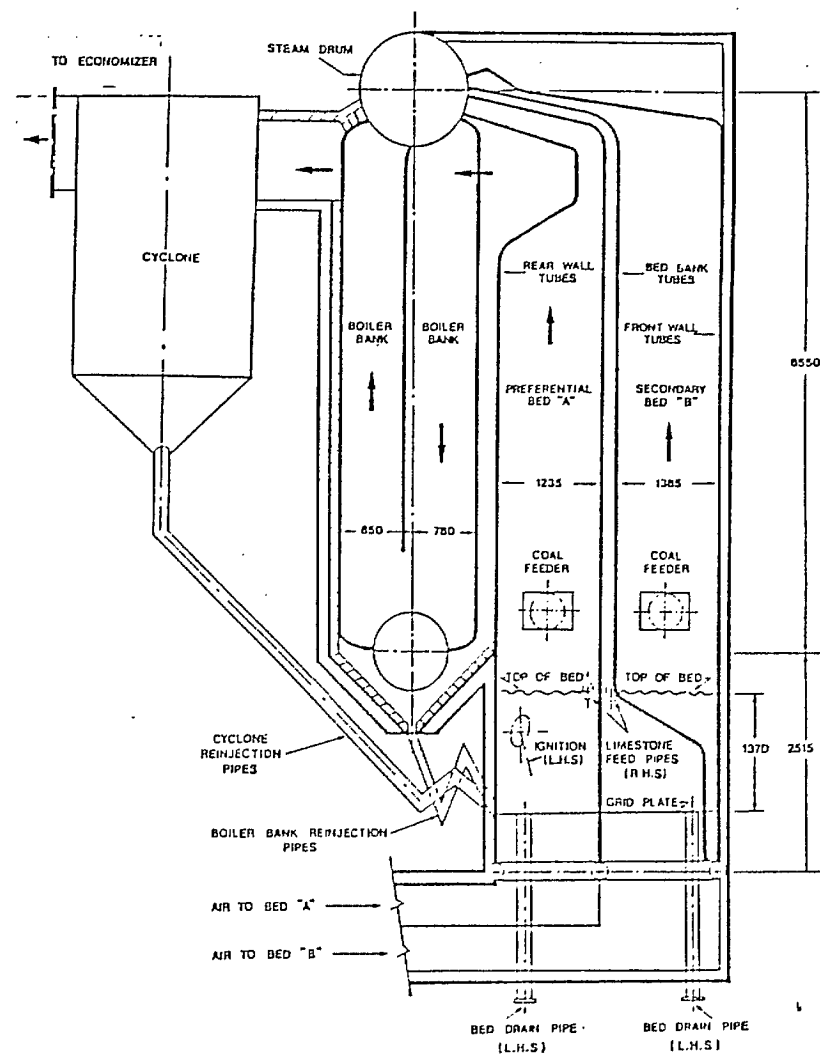 STEAM DRUM
TO ECONOMIZER
CYCLONE
REAR WALL
TUBES
BED BANK
TUBES
BOILER
BANK
BOILER
BANK
FRONT WALL
TUBES
6550
PREFERENTIAL
BED "A"
SECONDARY
BED "B"
1235
1385
650
780
COAL
FEEDER
COAL
FEEDER
TOP OF BED
TOP OF BED
CYCLONE
REINJECTION
PIPES
IGNITION
(L.H.S)
LIMESTONE
FEED PIPES
(R.H.S)
1370
2515
GRID PLATE
BOILER BANK REINJECTION
PIPES
AIR TO BED "A"
AIR TO BED "B"
BED DRAIN PIPE
(L.H.S)
BED DRAIN PIPE
(L.H.S)